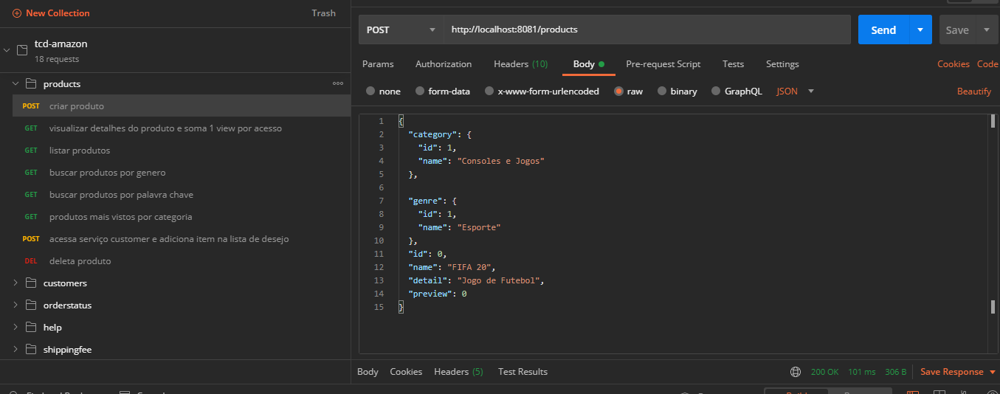 New Collection
Trash
tcd-amazon
18 requests
products
POST criar produto
GET visualizar detalhes do produto e soma 1 view por acesso
GET listar produtos
GET buscar produtos por genero
GET buscar produtos por palavra chave
GET produtos mais vistos por categoria
POST acessa serviço customer e adiciona item na lista de desejo
DEL deleta produto
customers
orderstatus
help
shippingfee
POST http://localhost:8081/products Send Save
Params Authorization Headers (10) Body Pre-request Script Tests Settings Cookies Code
none form-data x-www-form-urlencoded raw binary GraphQL JSON Beautify
1 {
2 "category": {
3 "id": 1,
4 "name": "Consoles e Jogos"
5 },
6
7 "genre": {
8 "id": 1,
9 "name": "Esporte"
10 },
11 "id": 0,
12 "name": "FIFA 20",
13 "detail": "Jogo de Futebol",
14 "preview": 0
15 }
Body Cookies Headers (5) Test Results 200 OK 101 ms 306 B Save Response